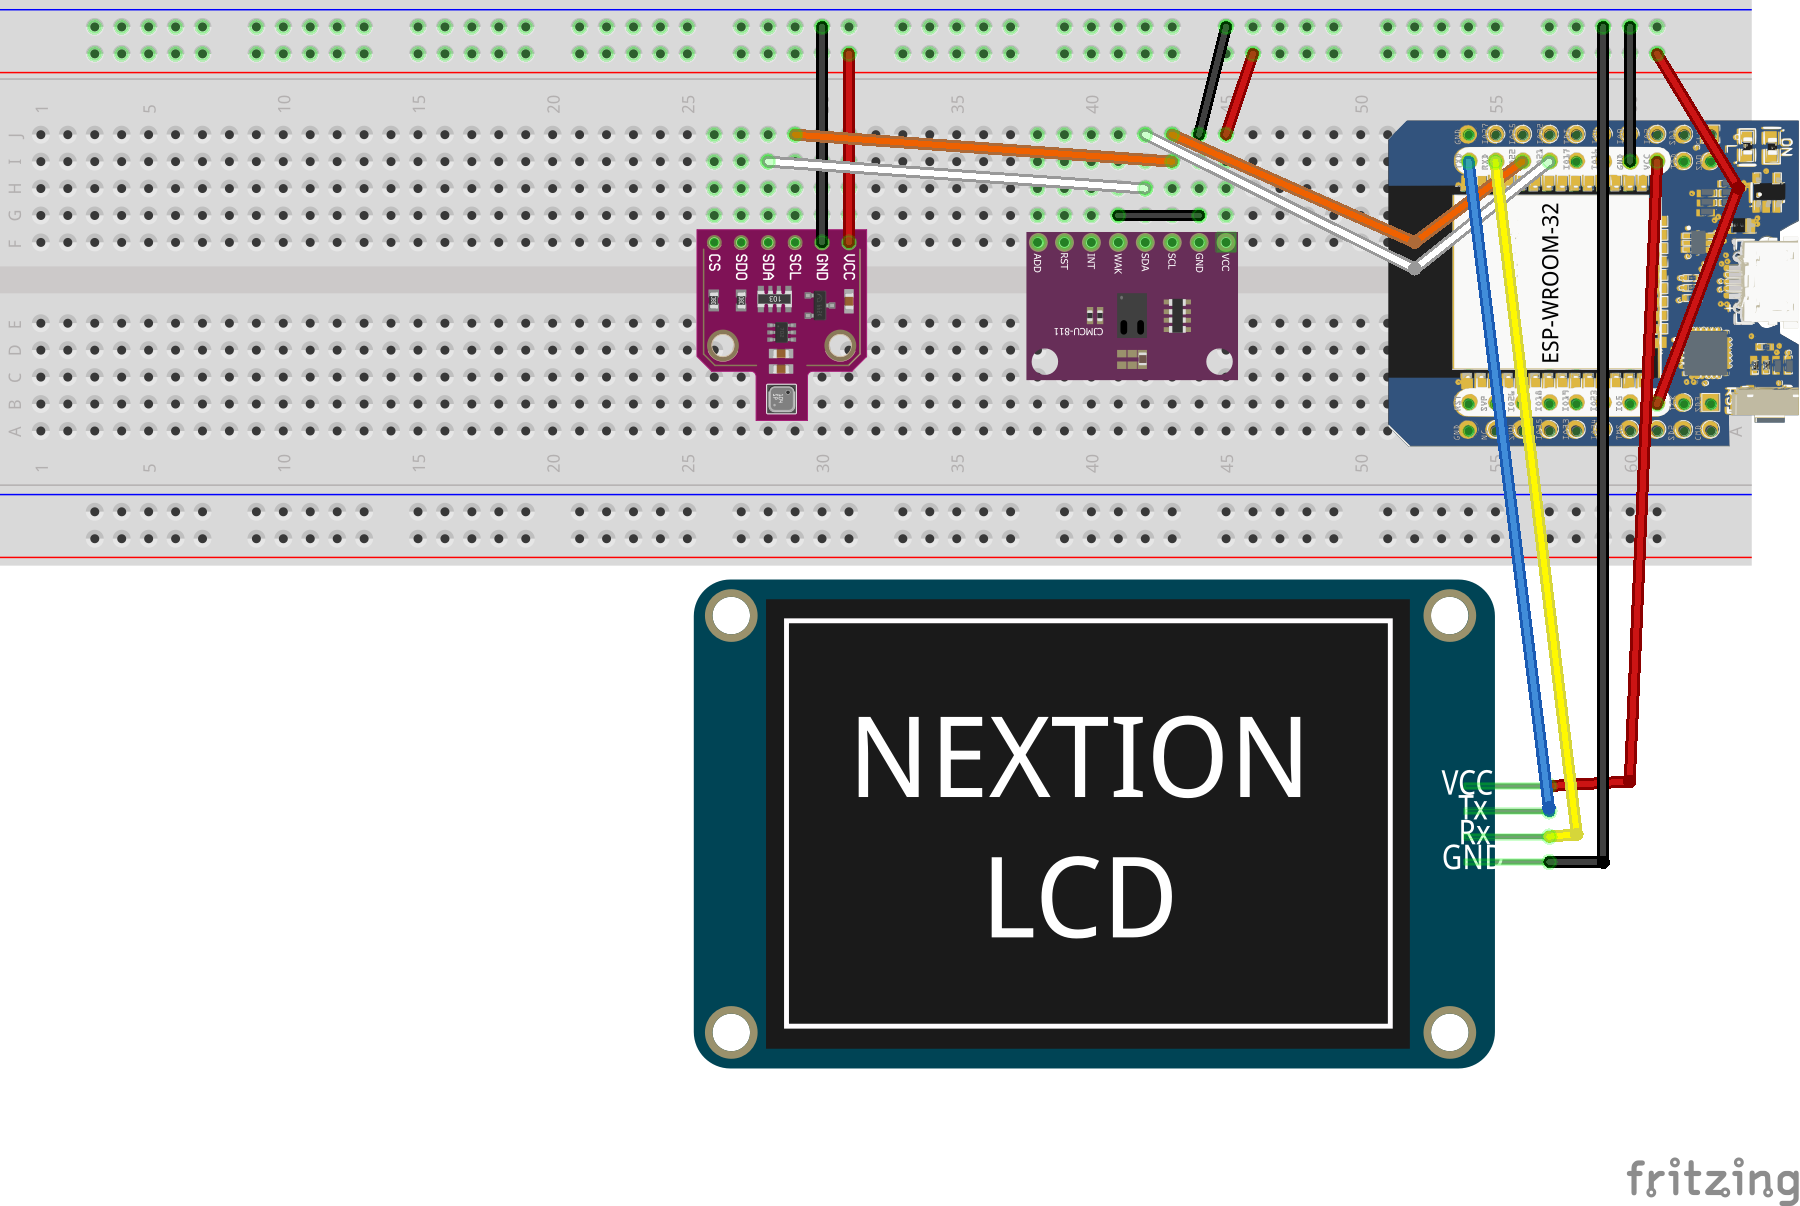 1 5 10 15 20 25 30 35 40 45 50 55
J
I
H
G
F
CS SDO SDA SCL GND VCC
103
ADD RST INT WAK SDA SCL GND VCC
CJMCU-811
ESP-WROOM-32
ON
L
VCC
GND
E
D
C
B
A
A
1 5 10 15 20 25 30 35 40 45 50 55 60
NEXTION
LCD
VCC
Tx
Rx
GND
fritzing